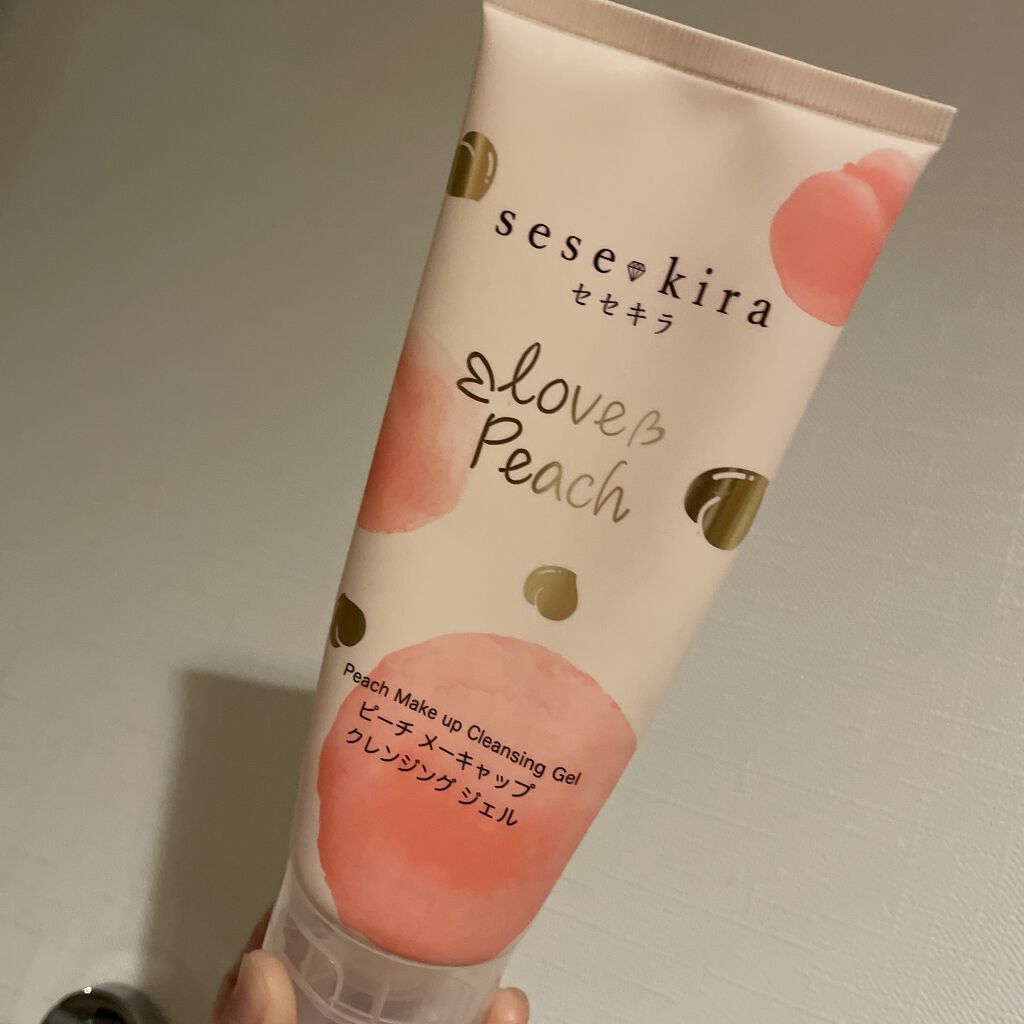 sese kira
セセキラ
love
Peach
Peach Make up Cleansing Gel
ピーチ メーキャップ
クレンジング ジェル